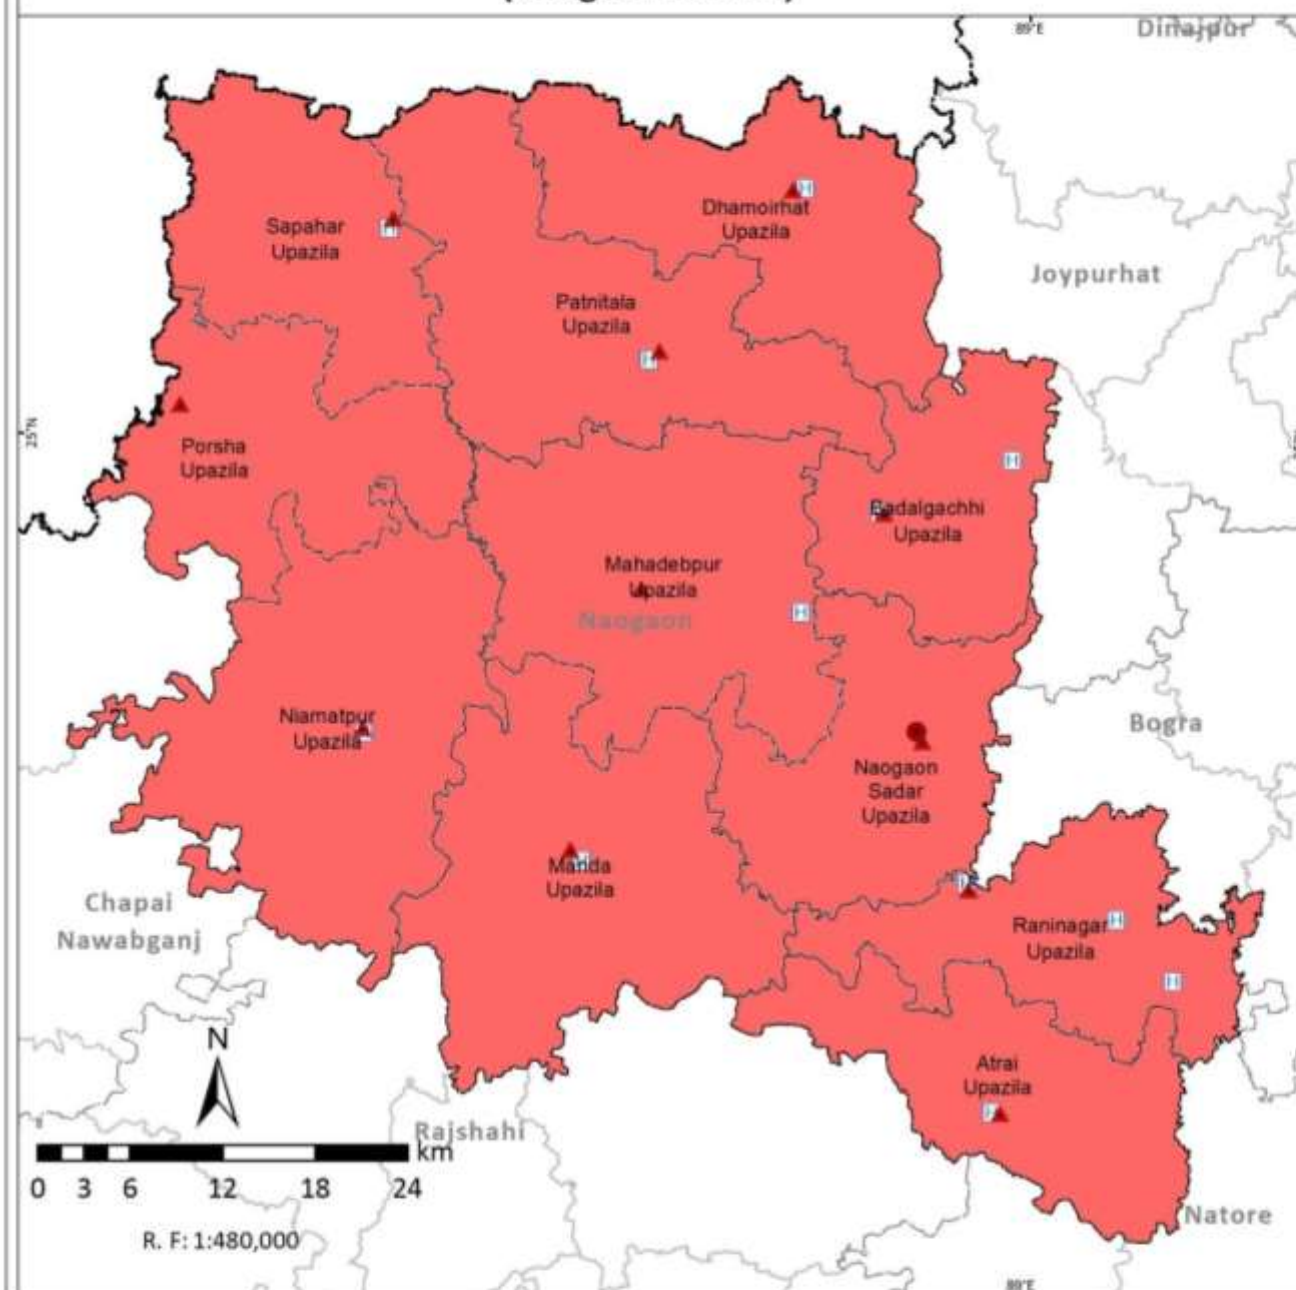 89°E
Dinajpur
Dhamoirhat
Upazila
Sapahar
Upazila
Joypurhat
Patnitala
Upazila
25°N
Porsha
Upazila
Badalgachhi
Upazila
Mahadebpur
Upazila
Naogaon
Niamatpur
Upazila
Bogra
Naogaon
Sadar
Upazila
Manda
Upazila
Chapai
Nawabganj
Raninagar
Upazila
Atrai
Upazila
N
Rajshahi
km
0 3 6 12 18 24
Natore
R. F: 1:480,000
89°E
H
H
H
H
H
H
H
H